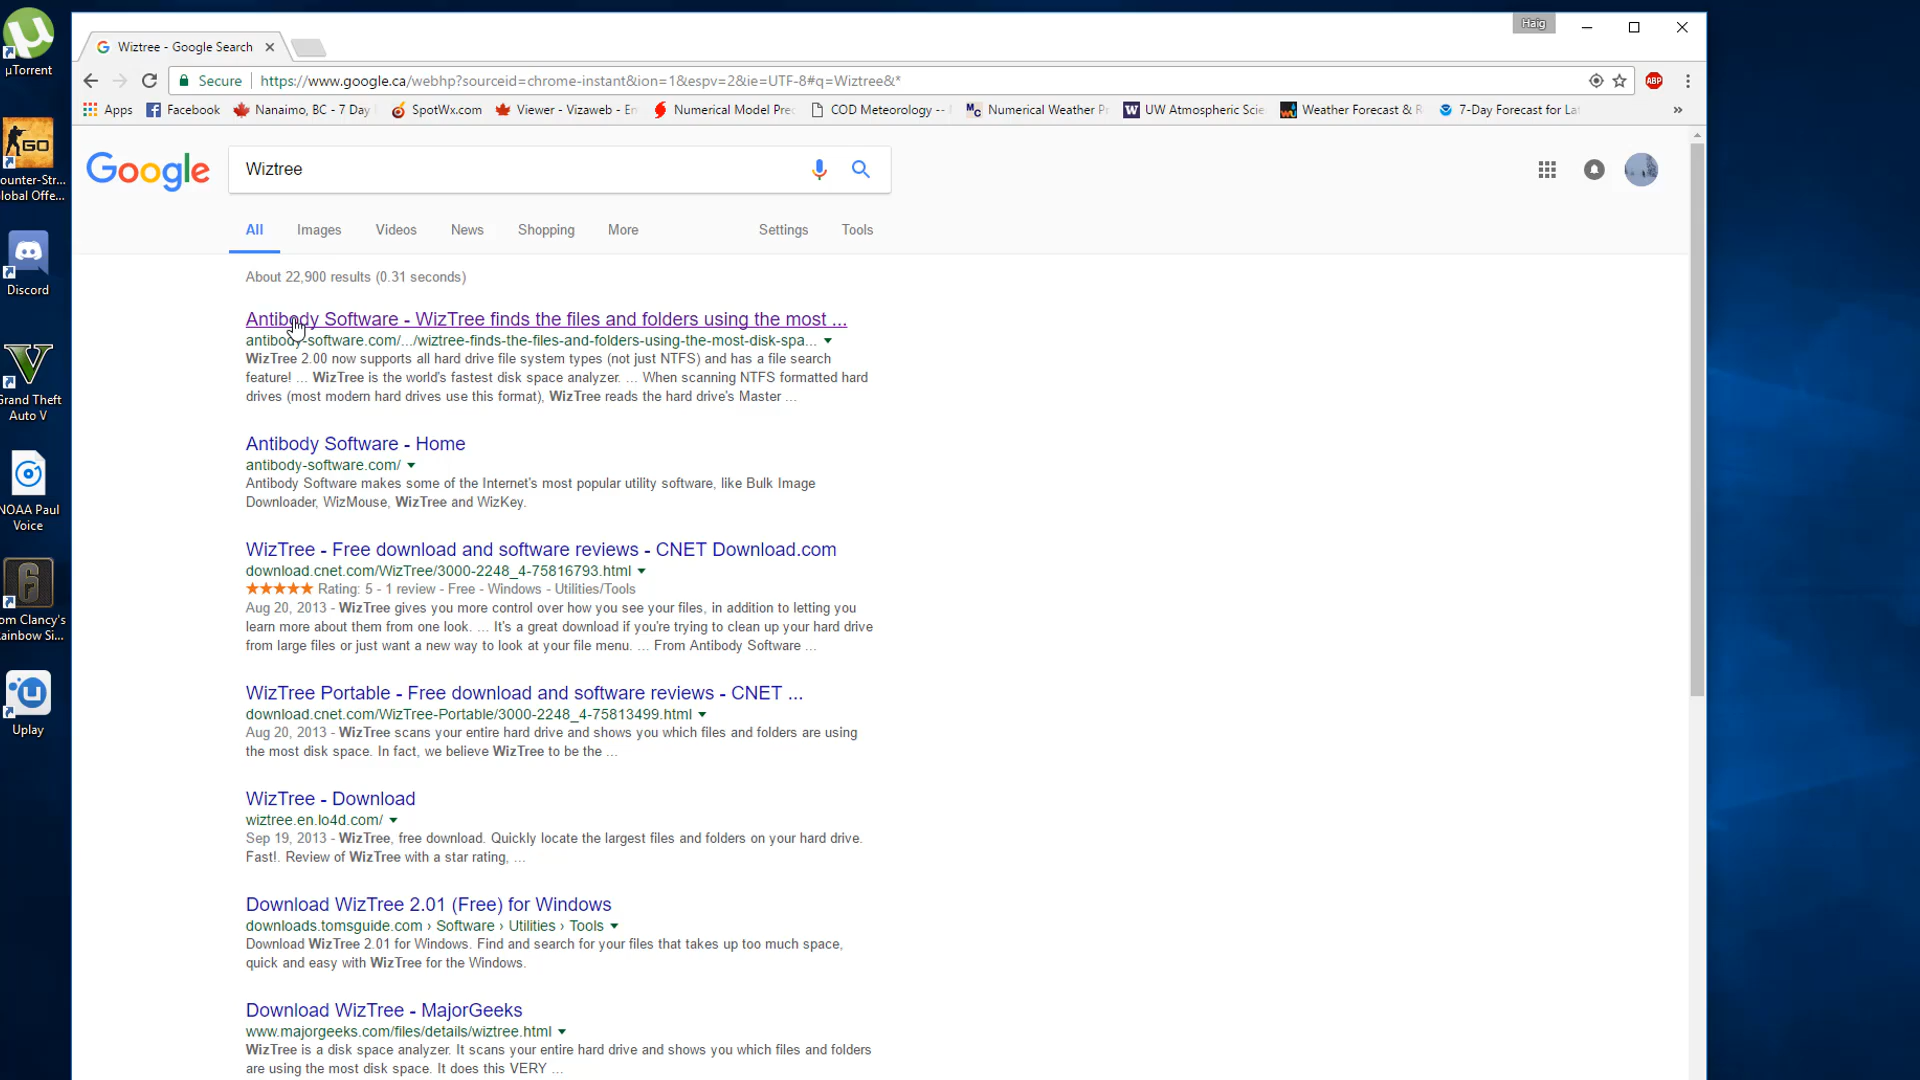 Haig
Wiztree - Google Search
Secure
https://www.google.ca/webhp?sourceid=chrome-instant&ion=1&espv=2&ie=UTF-8#q=Wiztree&*
ABP
Apps
Facebook
Nanaimo, BC - 7 Day
SpotWx.com
Viewer - Vizaweb - En
Numerical Model Prec
COD Meteorology --
Numerical Weather Pr
UW Atmospheric Scie
Weather Forecast & R
7-Day Forecast for Lat
»
Google
Wiztree
All
Images
Videos
News
Shopping
More
Settings
Tools
About 22,900 results (0.31 seconds)
Antibody Software - WizTree finds the files and folders using the most ...
antibody-software.com/.../wiztree-finds-the-files-and-folders-using-the-most-disk-spa...
WizTree 2.00 now supports all hard drive file system types (not just NTFS) and has a file search
feature! ... WizTree is the world's fastest disk space analyzer. ... When scanning NTFS formatted hard
drives (most modern hard drives use this format), WizTree reads the hard drive's Master ...
Antibody Software - Home
antibody-software.com/
Antibody Software makes some of the Internet's most popular utility software, like Bulk Image
Downloader, WizMouse, WizTree and WizKey.
WizTree - Free download and software reviews - CNET Download.com
download.cnet.com/WizTree/3000-2248_4-75816793.html
Rating: 5 - 1 review - Free - Windows - Utilities/Tools
Aug 20, 2013 - WizTree gives you more control over how you see your files, in addition to letting you
learn more about them from one look. ... It's a great download if you're trying to clean up your hard drive
from large files or just want a new way to look at your file menu. ... From Antibody Software ...
WizTree Portable - Free download and software reviews - CNET ...
download.cnet.com/WizTree-Portable/3000-2248_4-75813499.html
Aug 20, 2013 - WizTree scans your entire hard drive and shows you which files and folders are using
the most disk space. In fact, we believe WizTree to be the ...
WizTree - Download
wiztree.en.lo4d.com/
Sep 19, 2013 - WizTree, free download. Quickly locate the largest files and folders on your hard drive.
Fast!. Review of WizTree with a star rating, ...
Download WizTree 2.01 (Free) for Windows
downloads.tomsguide.com › Software › Utilities › Tools
Download WizTree 2.01 for Windows. Find and search for your files that takes up too much space,
quick and easy with WizTree for the Windows.
Download WizTree - MajorGeeks
www.majorgeeks.com/files/details/wiztree.html
WizTree is a disk space analyzer. It scans your entire hard drive and shows you which files and folders
are using the most disk space. It does this VERY ...
µTorrent
GO
ounter-Str...
lobal Offe...
Discord
Grand Theft
Auto V
NOAA Paul
Voice
6
om Clancy's
ainbow Si...
Uplay